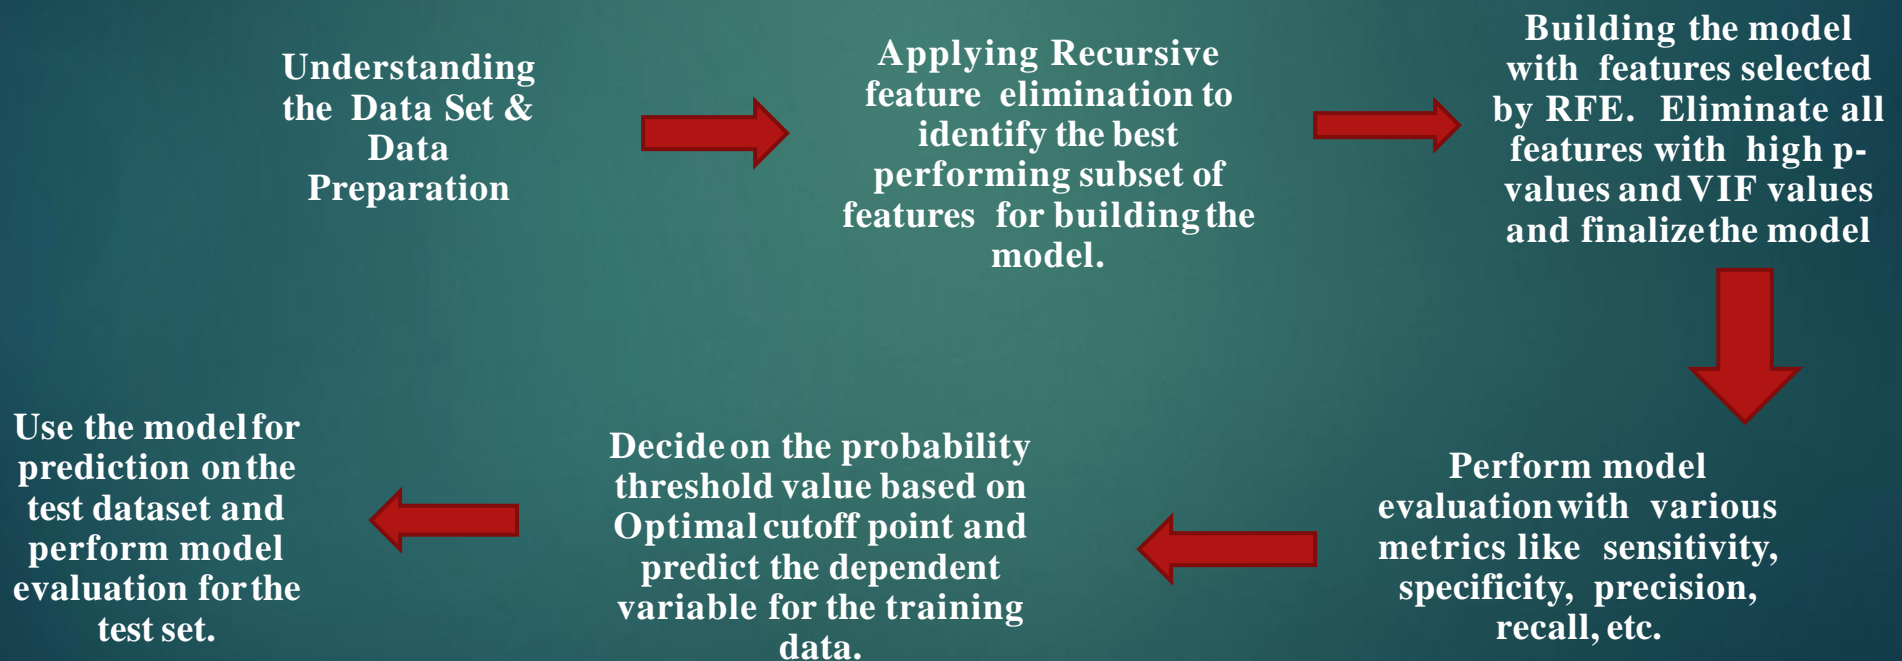 Understanding
the Data Set &
Data
Preparation
Applying Recursive
feature elimination to
identify the best
performing subset of
features for building the
model.
Building the model
with features selected
by RFE. Eliminate all
features with high p-
values and VIF values
and finalize the model
Perform model
evaluation with various
metrics like sensitivity,
specificity, precision,
recall, etc.
Decide on the probability
threshold value based on
Optimal cutoff point and
predict the dependent
variable for the training
data.
Use the model for
prediction on the
test dataset and
perform model
evaluation for the
test set.